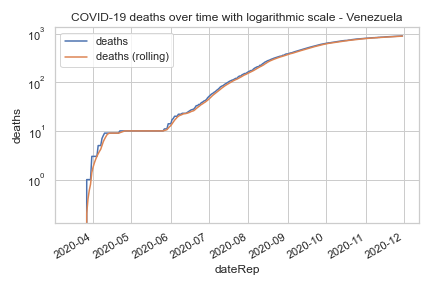 COVID-19 deaths over time with logarithmic scale - Venezuela
deaths
deaths (rolling)
10³
10²
10¹
10⁰
deaths
2020-04
2020-05
2020-06
2020-07
2020-08
2020-09
2020-10
2020-11
2020-12
dateRep